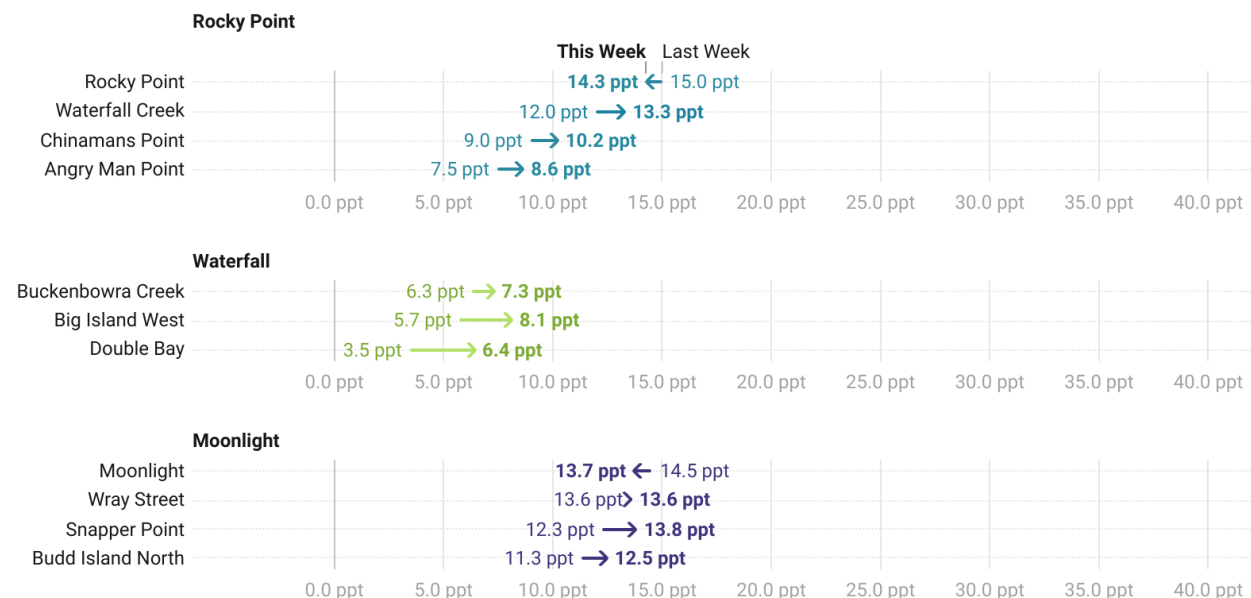 Rocky Point
This Week Last Week
Rocky Point 14.3 ppt 15.0 ppt
Waterfall Creek 12.0 ppt 13.3 ppt
Chinamans Point 9.0 ppt 10.2 ppt
Angry Man Point 7.5 ppt 8.6 ppt
0.0 ppt 5.0 ppt 10.0 ppt 15.0 ppt 20.0 ppt 25.0 ppt 30.0 ppt 35.0 ppt 40.0 ppt
Waterfall
Buckenbowra Creek 6.3 ppt 7.3 ppt
Big Island West 5.7 ppt 8.1 ppt
Double Bay 3.5 ppt 6.4 ppt
0.0 ppt 5.0 ppt 10.0 ppt 15.0 ppt 20.0 ppt 25.0 ppt 30.0 ppt 35.0 ppt 40.0 ppt
Moonlight
Moonlight 13.7 ppt 14.5 ppt
Wray Street 13.6 ppt 13.6 ppt
Snapper Point 12.3 ppt 13.8 ppt
Budd Island North 11.3 ppt 12.5 ppt
0.0 ppt 5.0 ppt 10.0 ppt 15.0 ppt 20.0 ppt 25.0 ppt 30.0 ppt 35.0 ppt 40.0 ppt